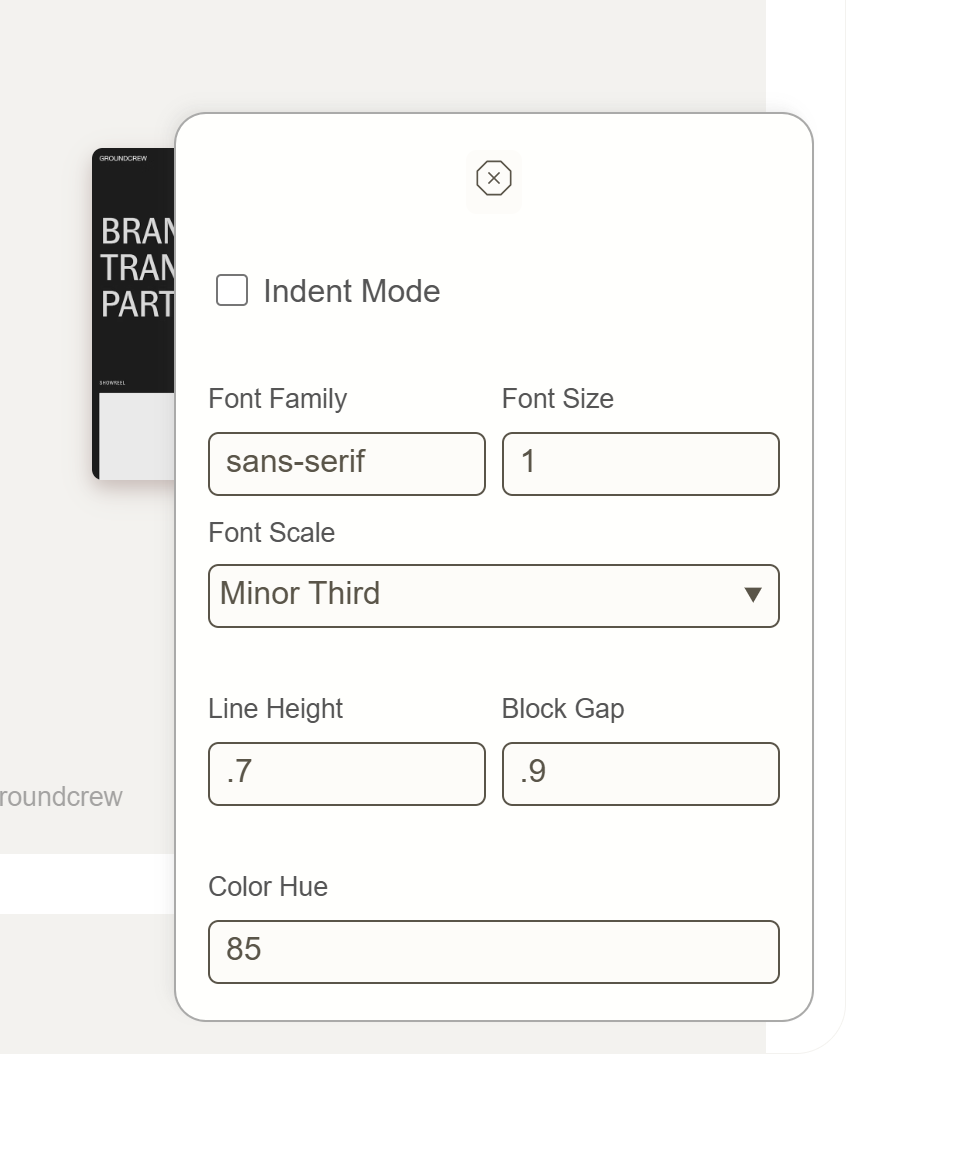 GROUNDCREW
BRAN
TRAN
PART
SHOWREEL
Indent Mode
Font Family
Font Size
sans-serif
1
Font Scale
Minor Third
Line Height
Block Gap
.7
.9
roundcrew
Color Hue
85